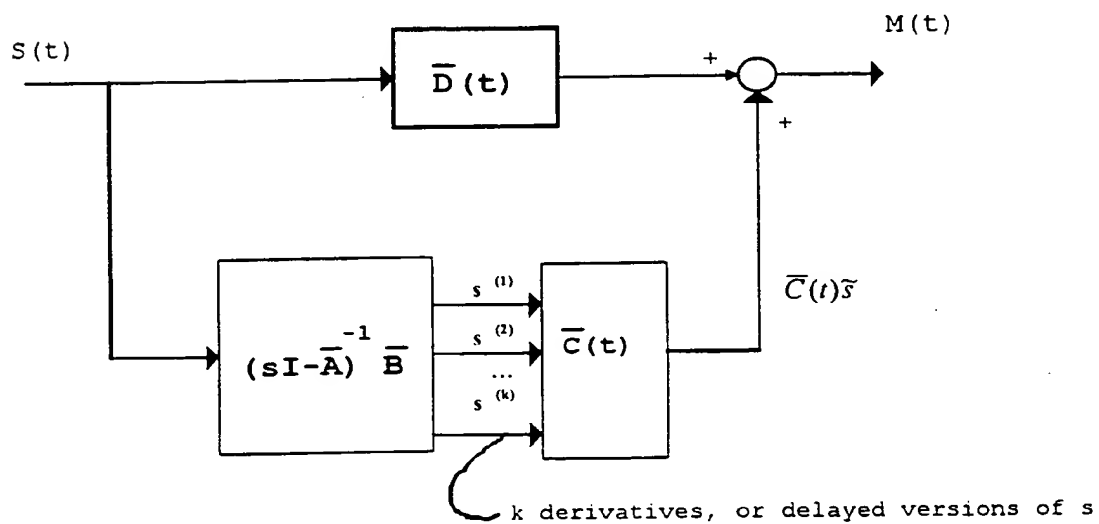 M(t)
S(t)
+
D̅(t)
+
C̅(t)s̃
s (1)
s (2)
...
s (k)
(sI-A̅)⁻¹ B̅
C̅(t)
k derivatives, or delayed versions of s